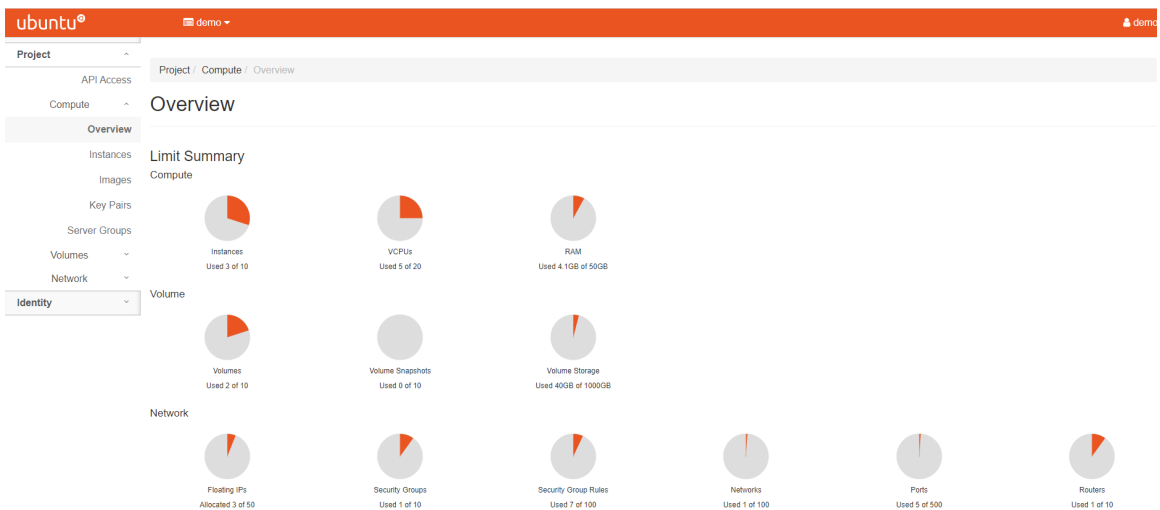 ubuntu®
demo
demo
Project
API Access
Compute
Overview
Instances
Images
Key Pairs
Server Groups
Volumes
Network
Identity
Project / Compute / Overview
Overview
Limit Summary
Compute
Instances
Used 3 of 10
VCPUs
Used 5 of 20
RAM
Used 4.1GB of 50GB
Volume
Volumes
Used 2 of 10
Volume Snapshots
Used 0 of 10
Volume Storage
Used 40GB of 1000GB
Network
Floating IPs
Allocated 3 of 50
Security Groups
Used 1 of 10
Security Group Rules
Used 7 of 100
Networks
Used 1 of 100
Ports
Used 5 of 500
Routers
Used 1 of 10